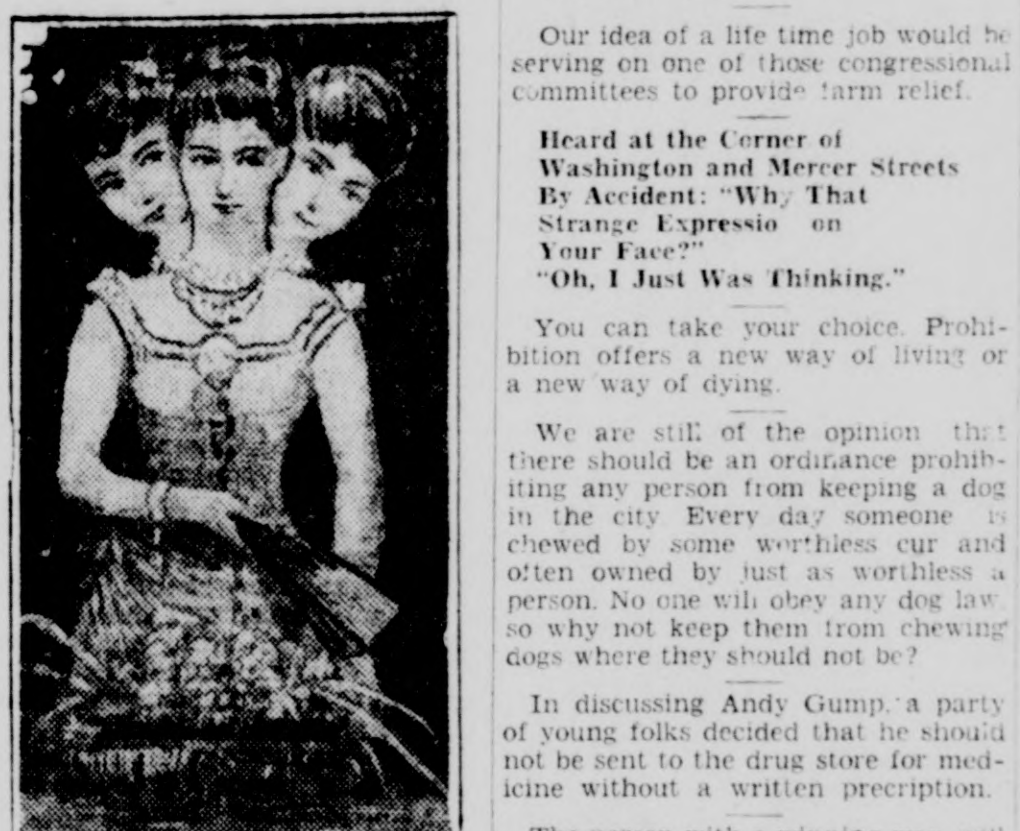 Our idea of a life time job would be
serving on one of those congressional
committees to provide farm relief.
Heard at the Corner of
Washington and Mercer Streets
By Accident: "Why That
Strange Expressio on
Your Face?"
"Oh, I Just Was Thinking."
You can take your choice. Prohi-
bition offers a new way of living or
a new way of dying.
We are still of the opinion that
there should be an ordinance prohib-
iting any person from keeping a dog
in the city. Every day someone is
chewed by some worthless cur and
often owned by just as worthless a
person. No one will obey any dog law
so why not keep them from chewing
dogs where they should not be?
In discussing Andy Gump, a party
of young folks decided that he should
not be sent to the drug store for med-
icine without a written precription.